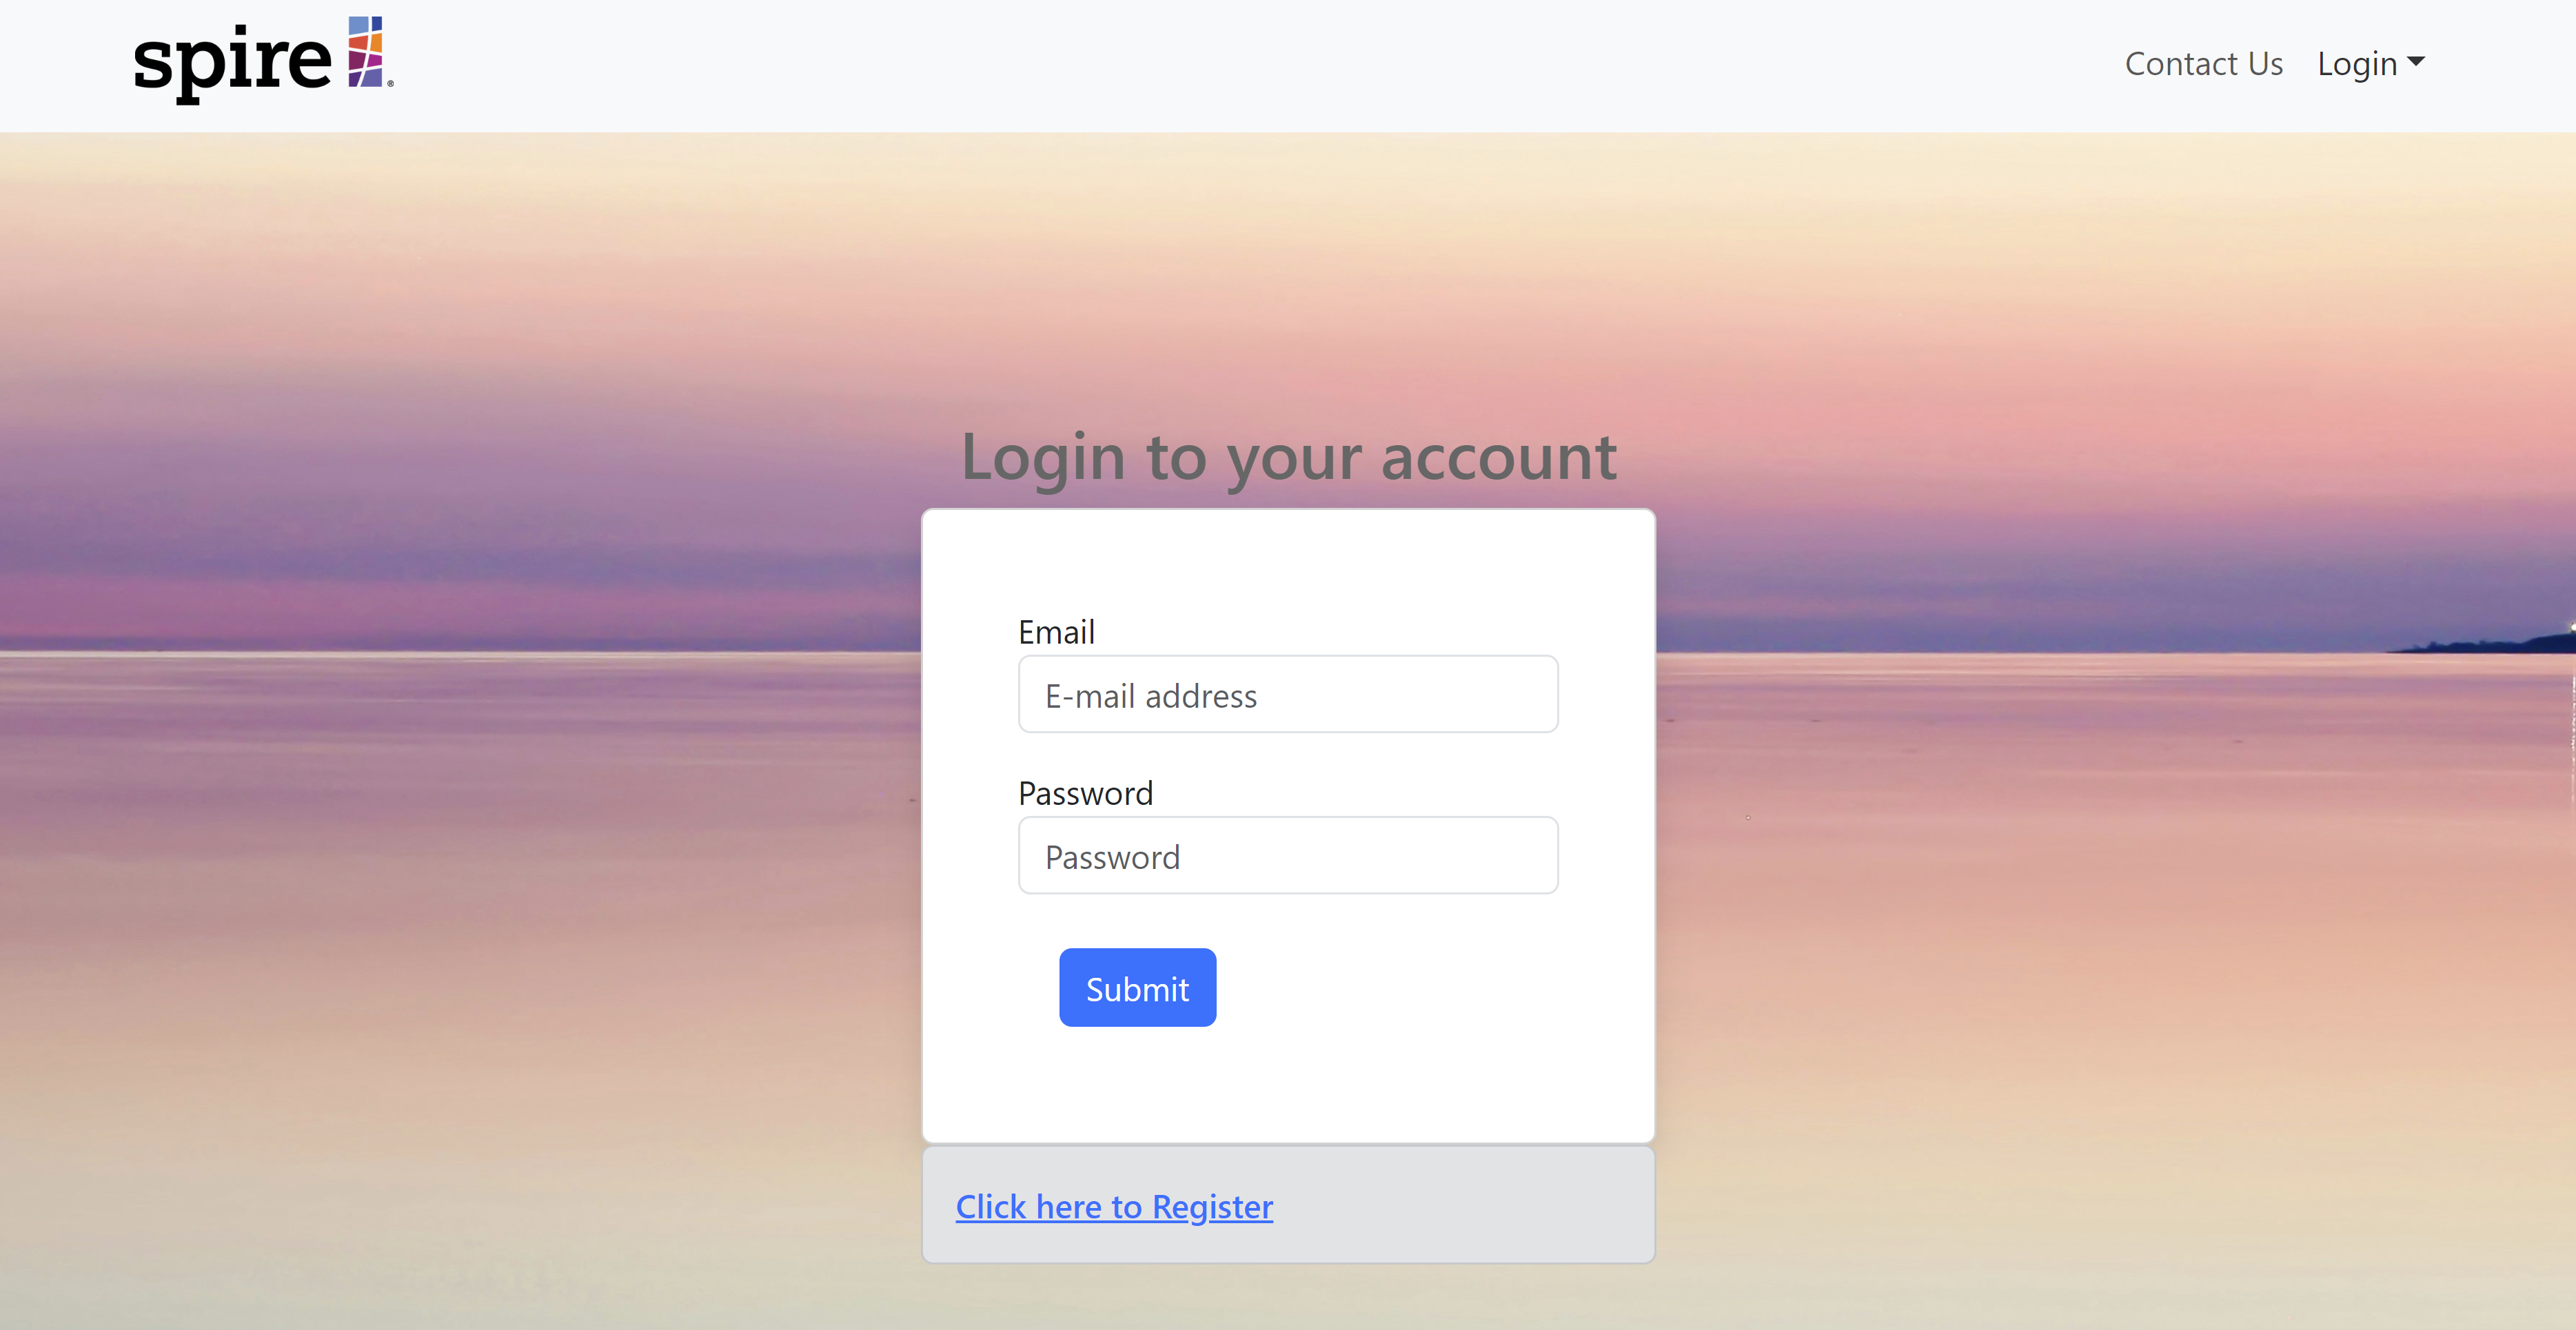 spire
Contact Us
Login
Login to your account
Email
E-mail address
Password
Password
Submit
Click here to Register